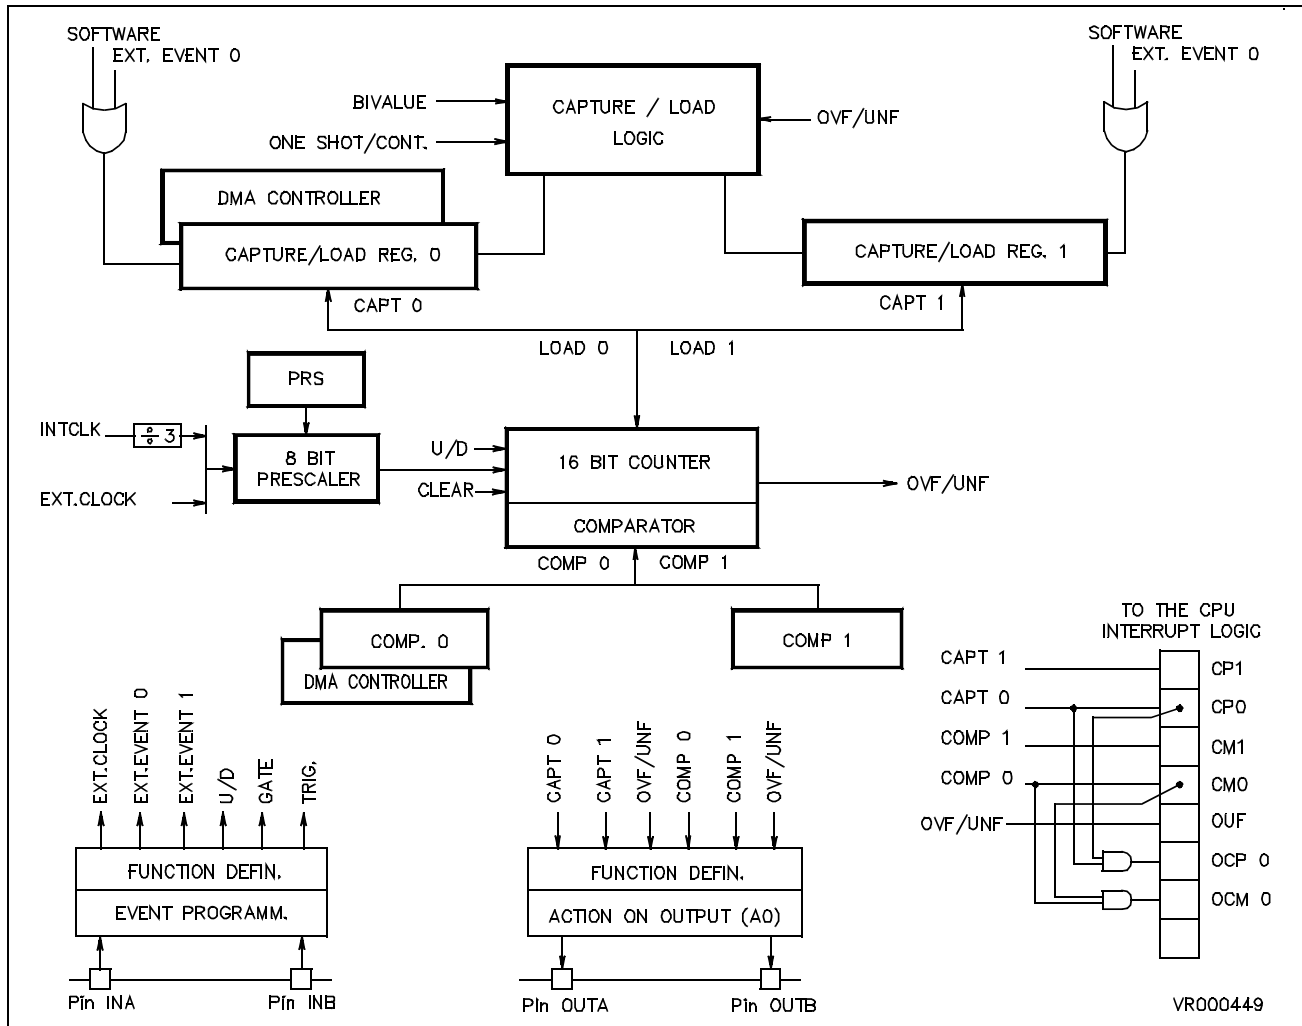 SOFTWARE
EXT. EVENT 0
SOFTWARE
EXT. EVENT 0
BIVALUE
ONE SHOT/CONT.
CAPTURE / LOAD
LOGIC
OVF/UNF
DMA CONTROLLER
CAPTURE/LOAD REG. 0
CAPTURE/LOAD REG. 1
CAPT 0
CAPT 1
LOAD 0
LOAD 1
PRS
INTCLK
÷ 3
8 BIT
PRESCALER
EXT.CLOCK
U/D
CLEAR
16 BIT COUNTER
COMPARATOR
OVF/UNF
COMP 0
COMP 1
COMP. 0
DMA CONTROLLER
COMP 1
TO THE CPU
INTERRUPT LOGIC
CAPT 1
CP1
CAPT 0
CP0
COMP 1
CM1
COMP 0
CM0
OVF/UNF
OUF
OCP 0
OCM 0
EXT.CLOCK
EXT.EVENT 0
EXT.EVENT 1
U/D
GATE
TRIG.
FUNCTION DEFIN.
EVENT PROGRAMM.
Pin INA
Pin INB
CAPT 0
CAPT 1
OVF/UNF
COMP 0
COMP 1
OVF/UNF
FUNCTION DEFIN.
ACTION ON OUTPUT (AO)
PIn OUTA
Pin OUTB
VR000449